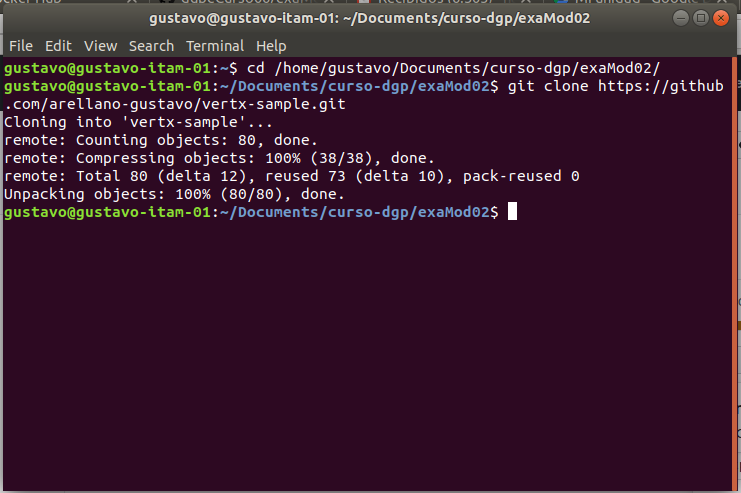 gustavo@gustavo-itam-01: ~/Documents/curso-dgp/exaMod02
File Edit View Search Terminal Help
gustavo@gustavo-itam-01:~$ cd /home/gustavo/Documents/curso-dgp/exaMod02/
gustavo@gustavo-itam-01:~/Documents/curso-dgp/exaMod02$ git clone https://github
.com/arellano-gustavo/vertx-sample.git
Cloning into 'vertx-sample'...
remote: Counting objects: 80, done.
remote: Compressing objects: 100% (38/38), done.
remote: Total 80 (delta 12), reused 73 (delta 10), pack-reused 0
Unpacking objects: 100% (80/80), done.
gustavo@gustavo-itam-01:~/Documents/curso-dgp/exaMod02$